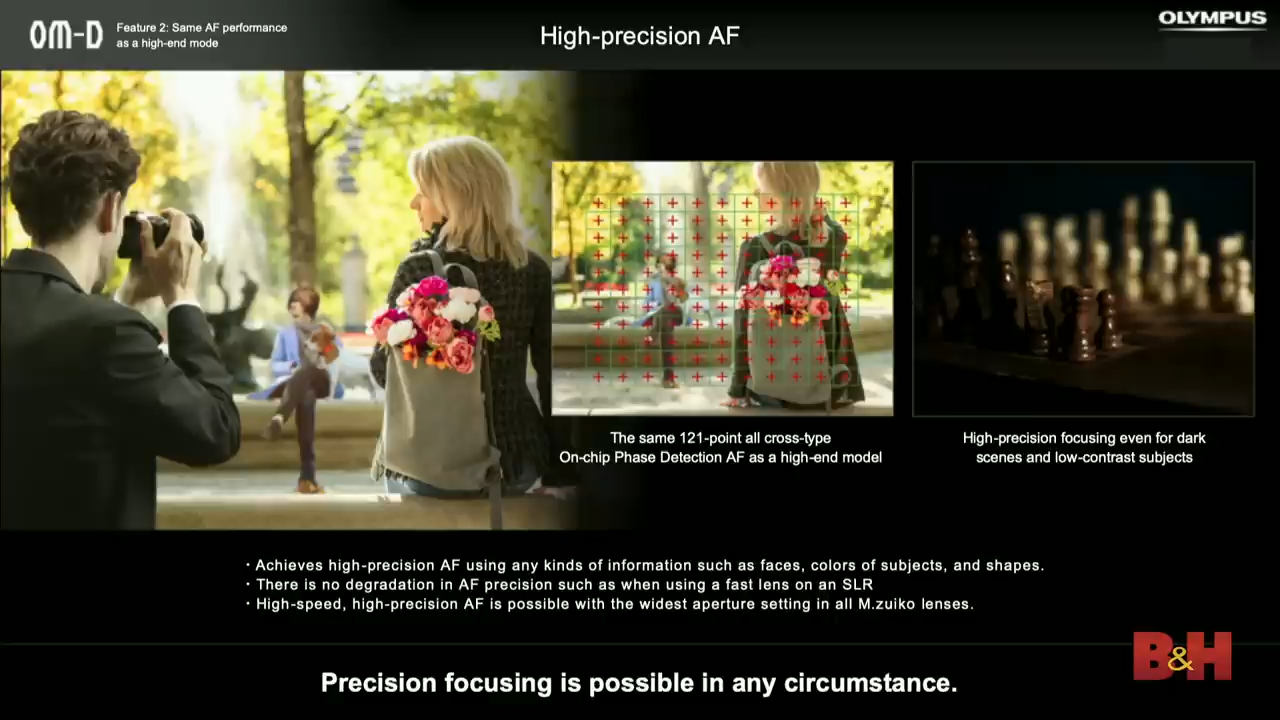 OM-D
Feature 2: Same AF performance
as a high-end mode
High-precision AF
OLYMPUS
The same 121-point all cross-type
On-chip Phase Detection AF as a high-end model
High-precision focusing even for dark
scenes and low-contrast subjects
・Achieves high-precision AF using any kinds of information such as faces, colors of subjects, and shapes.
・There is no degradation in AF precision such as when using a fast lens on an SLR
・High-speed, high-precision AF is possible with the widest aperture setting in all M.zuiko lenses.
B&H
Precision focusing is possible in any circumstance.